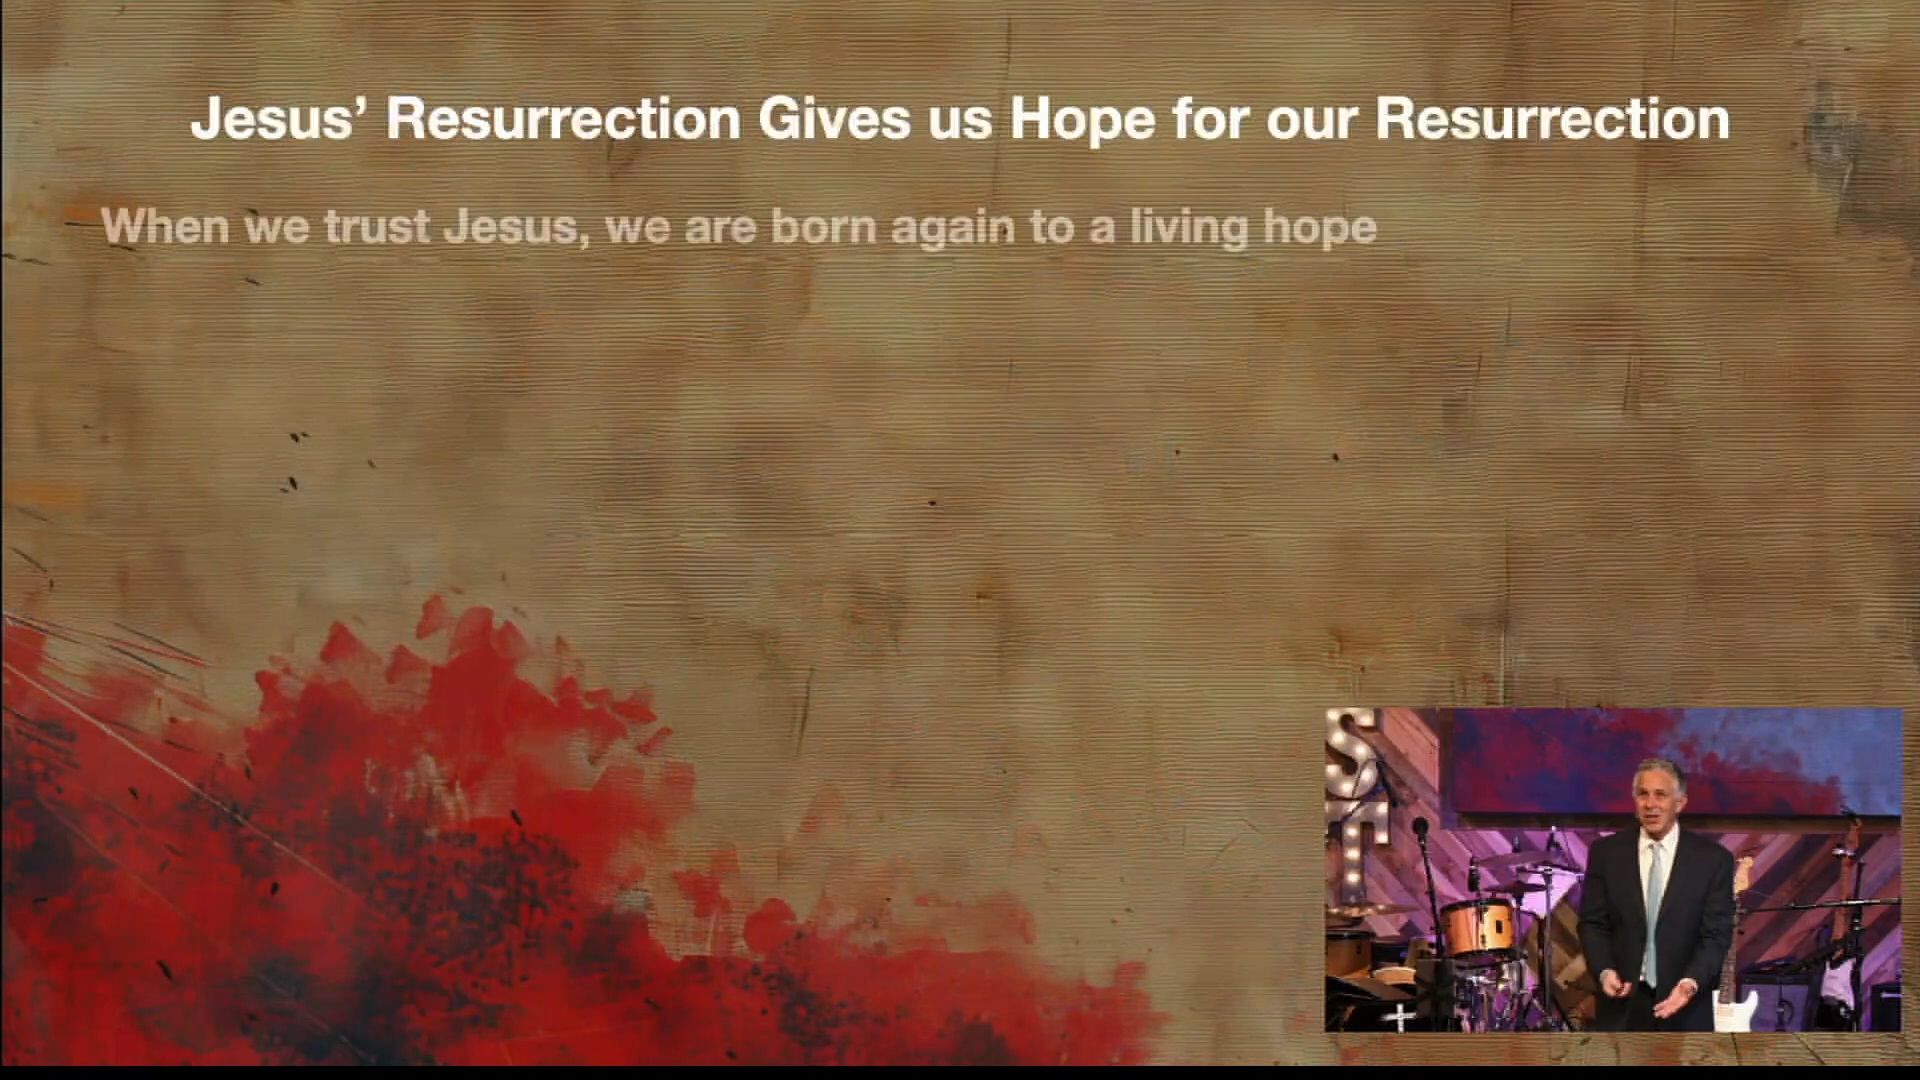 Jesus’ Resurrection Gives us Hope for our Resurrection
When we trust Jesus, we are born again to a living hope
ST